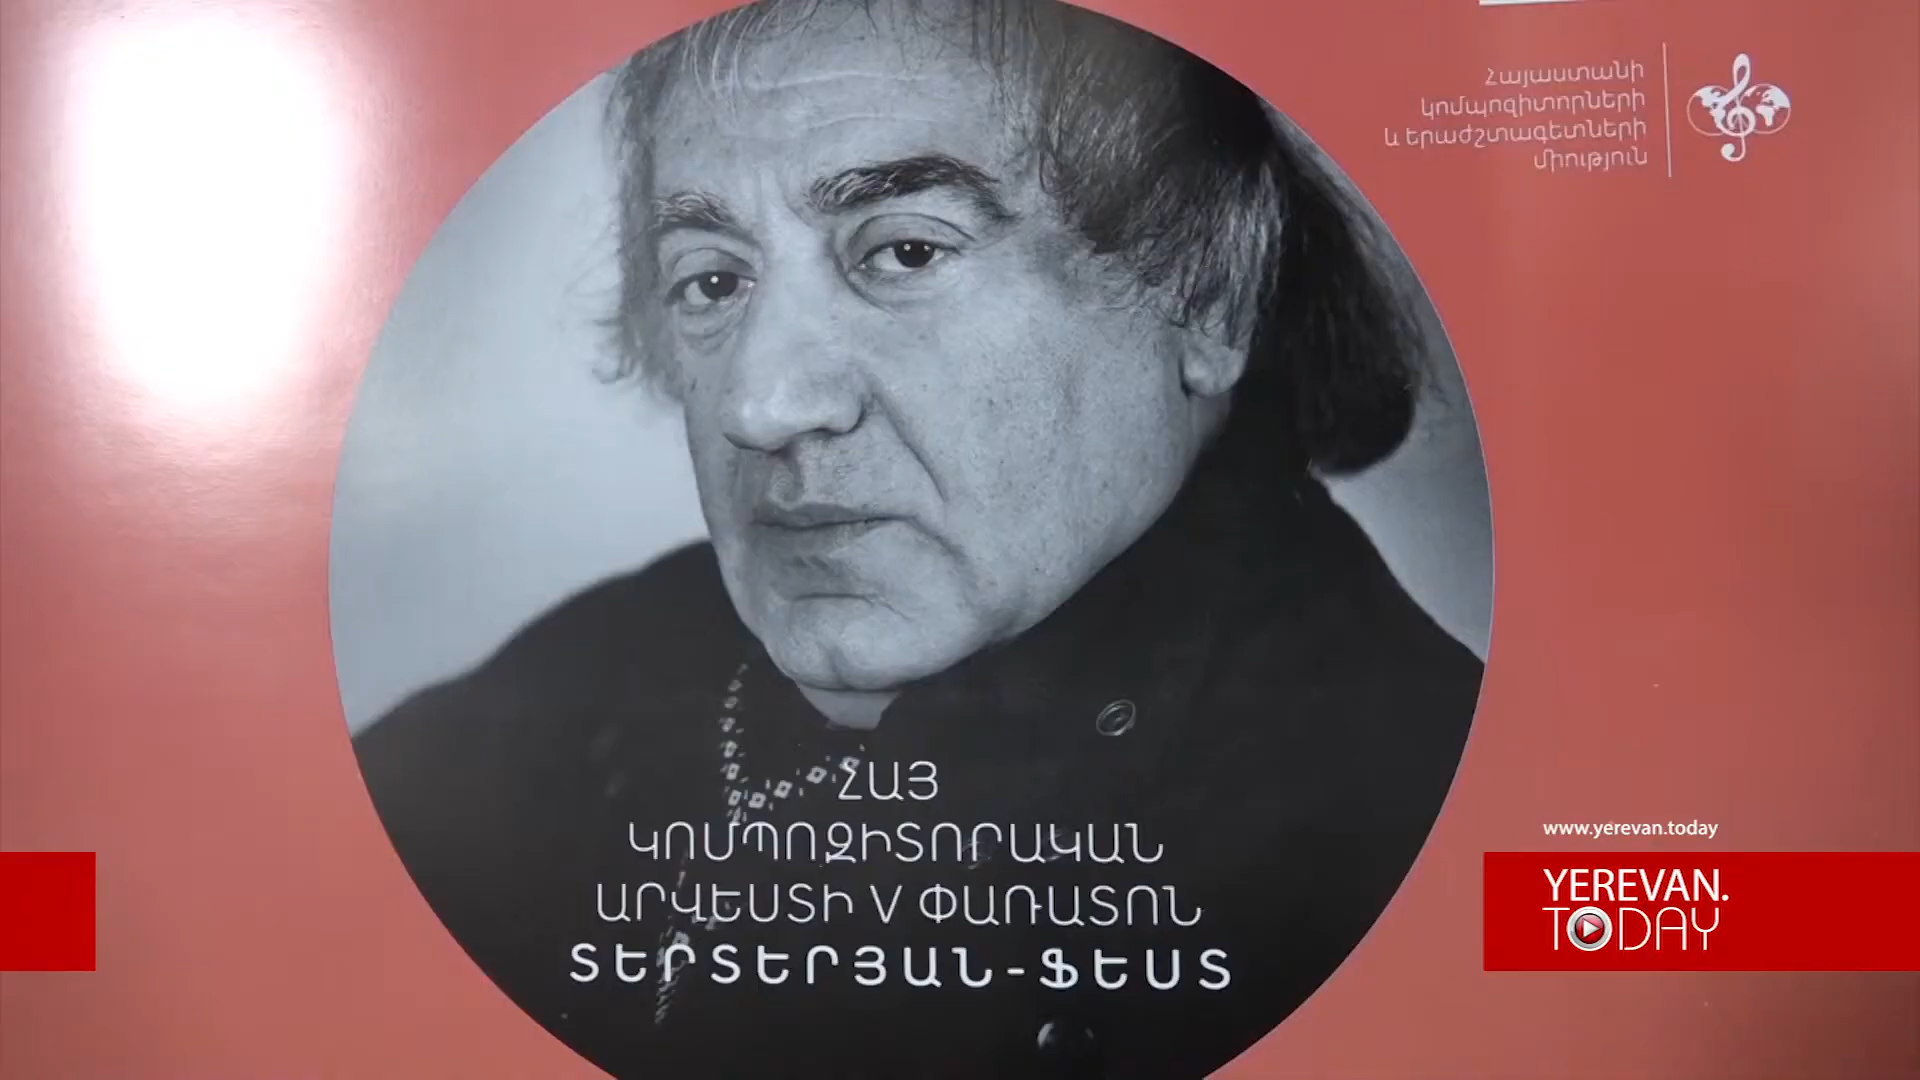 Հայաստանի
կոմպոզիտորների
և երաժշտագետների
միություն
ՀԱՅ
ԿՈՄՊՈԶԻՏՈՐԱԿԱՆ
ԱՐՎԵՍՏԻ V ՓԱՌԱՏՈՆ
ՏԵՐՏԵՐՅԱՆ-ՖԵՍՏ
www.yerevan.today
YEREVAN.
TODAY